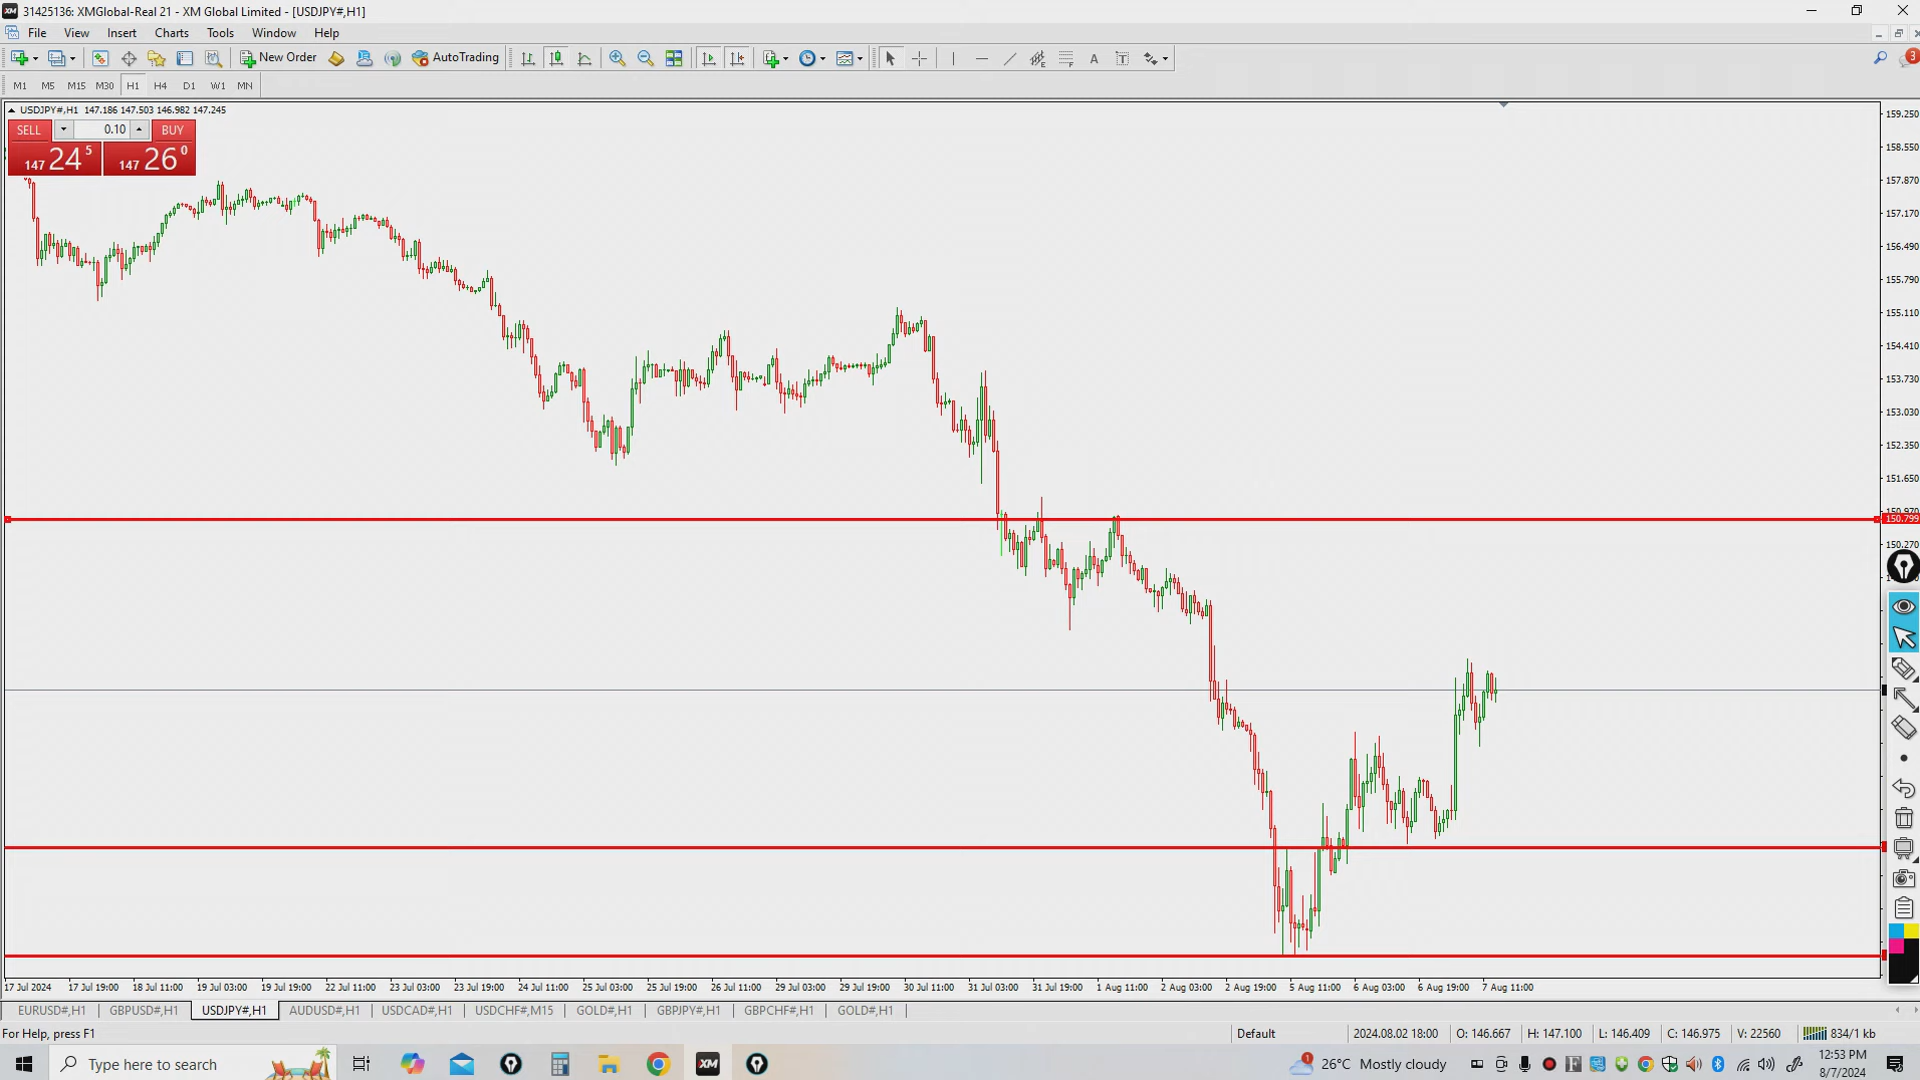 31425136: XMGlobal-Real 21 - XM Global Limited - [USDJPY#,H1]
File View Insert Charts Tools Window Help
New Order AutoTrading A T 3
M1 M5 M15 M30 H1 H4 D1 W1 MN
USDJPY#,H1 147.186 147.503 146.982 147.245
SELL 0.10 BUY
147 24 5 147 26 0
159.250
158.550
157.870
157.170
156.490
155.790
155.110
154.410
153.730
153.030
152.350
151.650
150.970
150.799
150.270
17 Jul 2024 17 Jul 19:00 18 Jul 11:00 19 Jul 03:00 19 Jul 19:00 22 Jul 11:00 23 Jul 03:00 23 Jul 19:00 24 Jul 11:00 25 Jul 03:00 25 Jul 19:00 26 Jul 11:00 29 Jul 03:00 29 Jul 19:00 30 Jul 11:00 31 Jul 03:00 31 Jul 19:00 1 Aug 11:00 2 Aug 03:00 2 Aug 19:00 5 Aug 11:00 6 Aug 03:00 6 Aug 19:00 7 Aug 11:00
EURUSD#,H1 GBPUSD#,H1 USDJPY#,H1 AUDUSD#,H1 USDCAD#,H1 USDCHF#,M15 GOLD#,H1 GBPJPY#,H1 GBPCHF#,H1 GOLD#,H1
For Help, press F1 Default 2024.08.02 18:00 O: 146.667 H: 147.100 L: 146.409 C: 146.975 V: 22560 834/1 kb
Type here to search XM 1 26°C Mostly cloudy 12:53 PM
8/7/2024